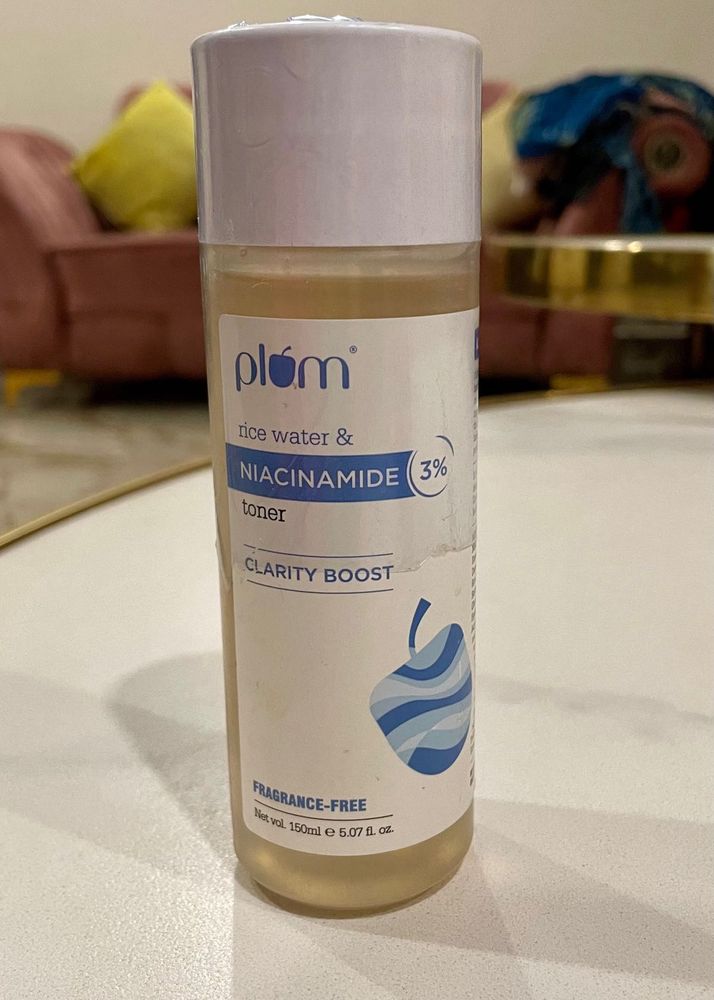 plum®
rice water &
NIACINAMIDE 3%
toner
CLARITY BOOST
FRAGRANCE-FREE
Net vol. 150ml ℮ 5.07 fl. oz.